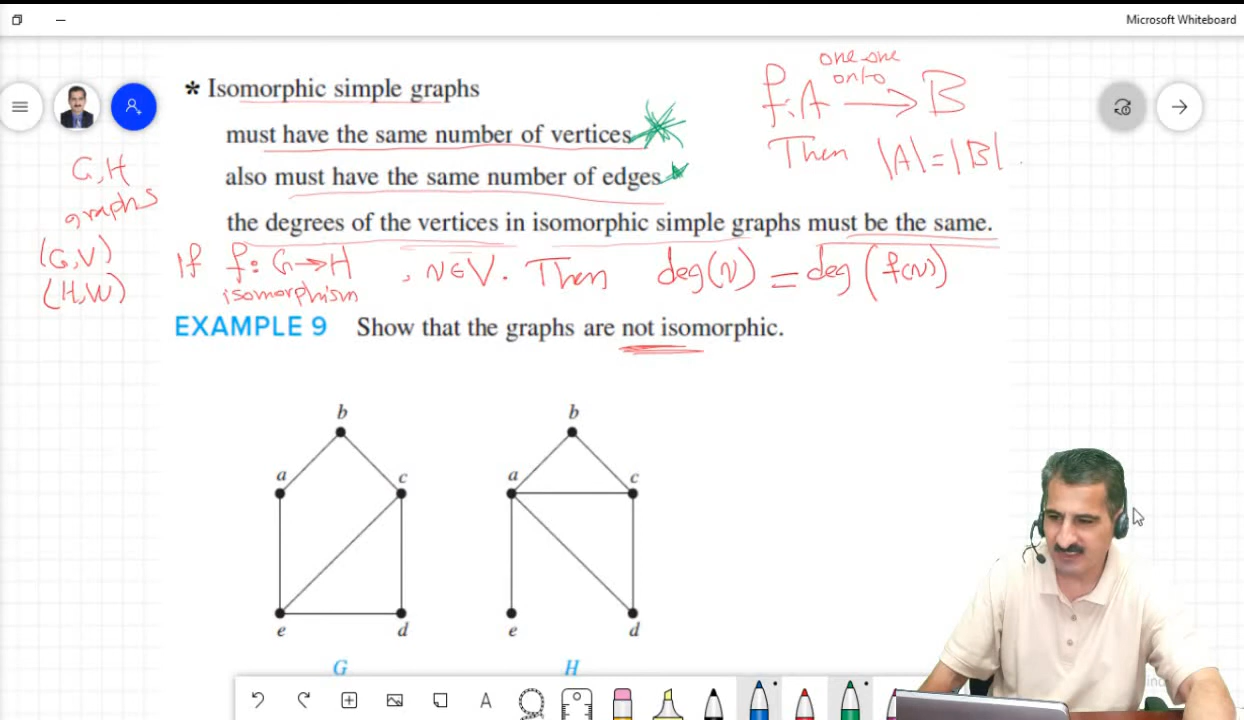 Microsoft Whiteboard
* Isomorphic simple graphs
must have the same number of vertices
also must have the same number of edges
the degrees of the vertices in isomorphic simple graphs must be the same.
f: A one-one onto → B
Then |A| = |B|.
G, H
graphs
(G,V)
(H,W)
If f: G → H , v ∈ V. Then deg(v) = deg(f(v))
isomorphism
EXAMPLE 9 Show that the graphs are not isomorphic.
b b
a c a c
e d e d
G H
A